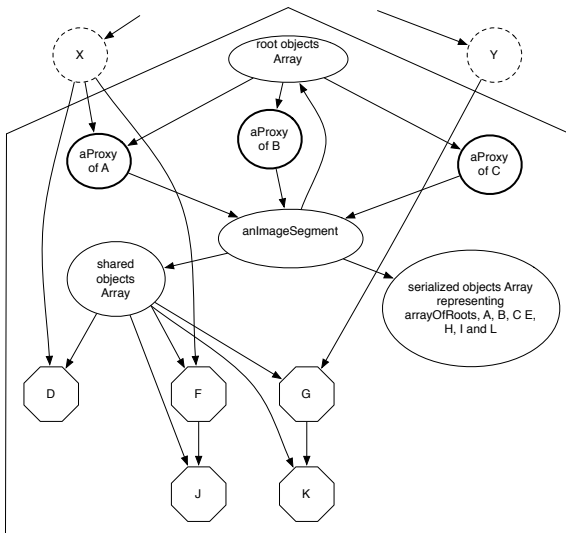 X
Y
root objects
Array
aProxy
of A
aProxy
of B
aProxy
of C
anImageSegment
shared
objects
Array
serialized objects Array
representing
arrayOfRoots, A, B, C E,
H, I and L
D
F
G
J
K